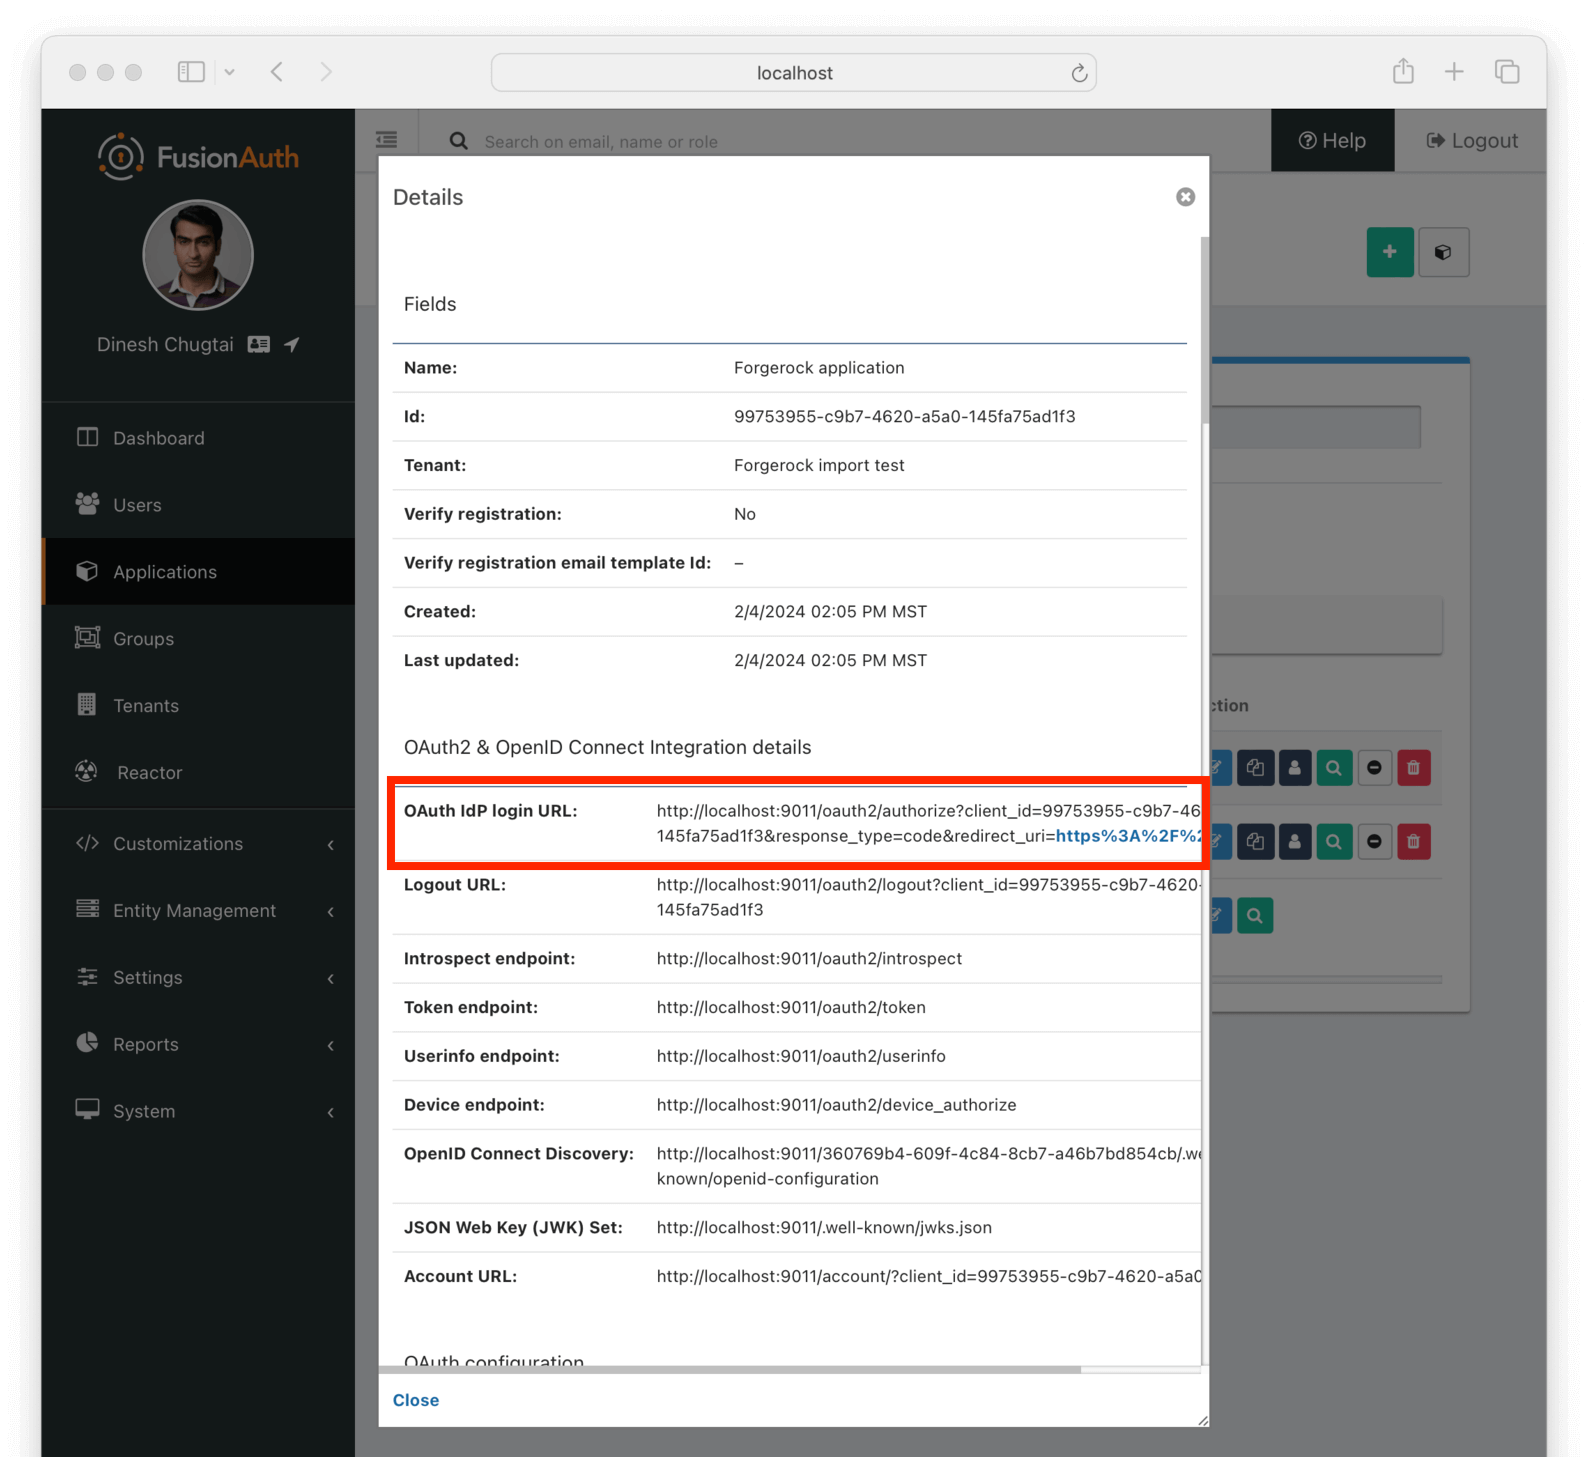 localhost
FusionAuth
Search on email, name or role
Help
Logout
Dinesh Chugtai
Dashboard
Users
Applications
Groups
Tenants
Reactor
Customizations
Entity Management
Settings
Reports
System
Details
Fields
Name: Forgerock application
Id: 99753955-c9b7-4620-a5a0-145fa75ad1f3
Tenant: Forgerock import test
Verify registration: No
Verify registration email template Id: –
Created: 2/4/2024 02:05 PM MST
Last updated: 2/4/2024 02:05 PM MST
OAuth2 & OpenID Connect Integration details
OAuth IdP login URL: http://localhost:9011/oauth2/authorize?client_id=99753955-c9b7-46
145fa75ad1f3&response_type=code&redirect_uri=https%3A%2F%2
Logout URL: http://localhost:9011/oauth2/logout?client_id=99753955-c9b7-4620-
145fa75ad1f3
Introspect endpoint: http://localhost:9011/oauth2/introspect
Token endpoint: http://localhost:9011/oauth2/token
Userinfo endpoint: http://localhost:9011/oauth2/userinfo
Device endpoint: http://localhost:9011/oauth2/device_authorize
OpenID Connect Discovery: http://localhost:9011/360769b4-609f-4c84-8cb7-a46b7bd854cb/.we
known/openid-configuration
JSON Web Key (JWK) Set: http://localhost:9011/.well-known/jwks.json
Account URL: http://localhost:9011/account/?client_id=99753955-c9b7-4620-a5a0
OAuth configuration
Close
ction